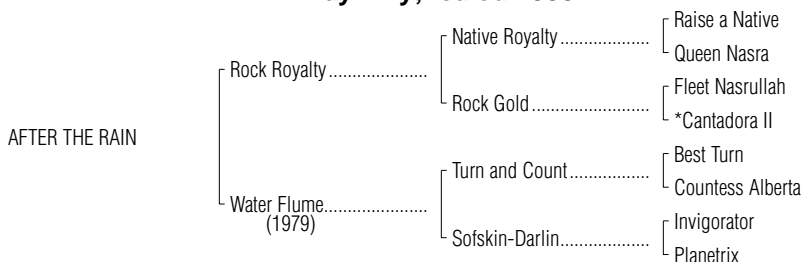 Raise a Native
Native Royalty
Queen Nasra
Rock Royalty
Fleet Nasrullah
Rock Gold
*Cantadora II
AFTER THE RAIN
Best Turn
Turn and Count
Countess Alberta
Water Flume
(1979)
Invigorator
Sofskin-Darlin
Planetrix